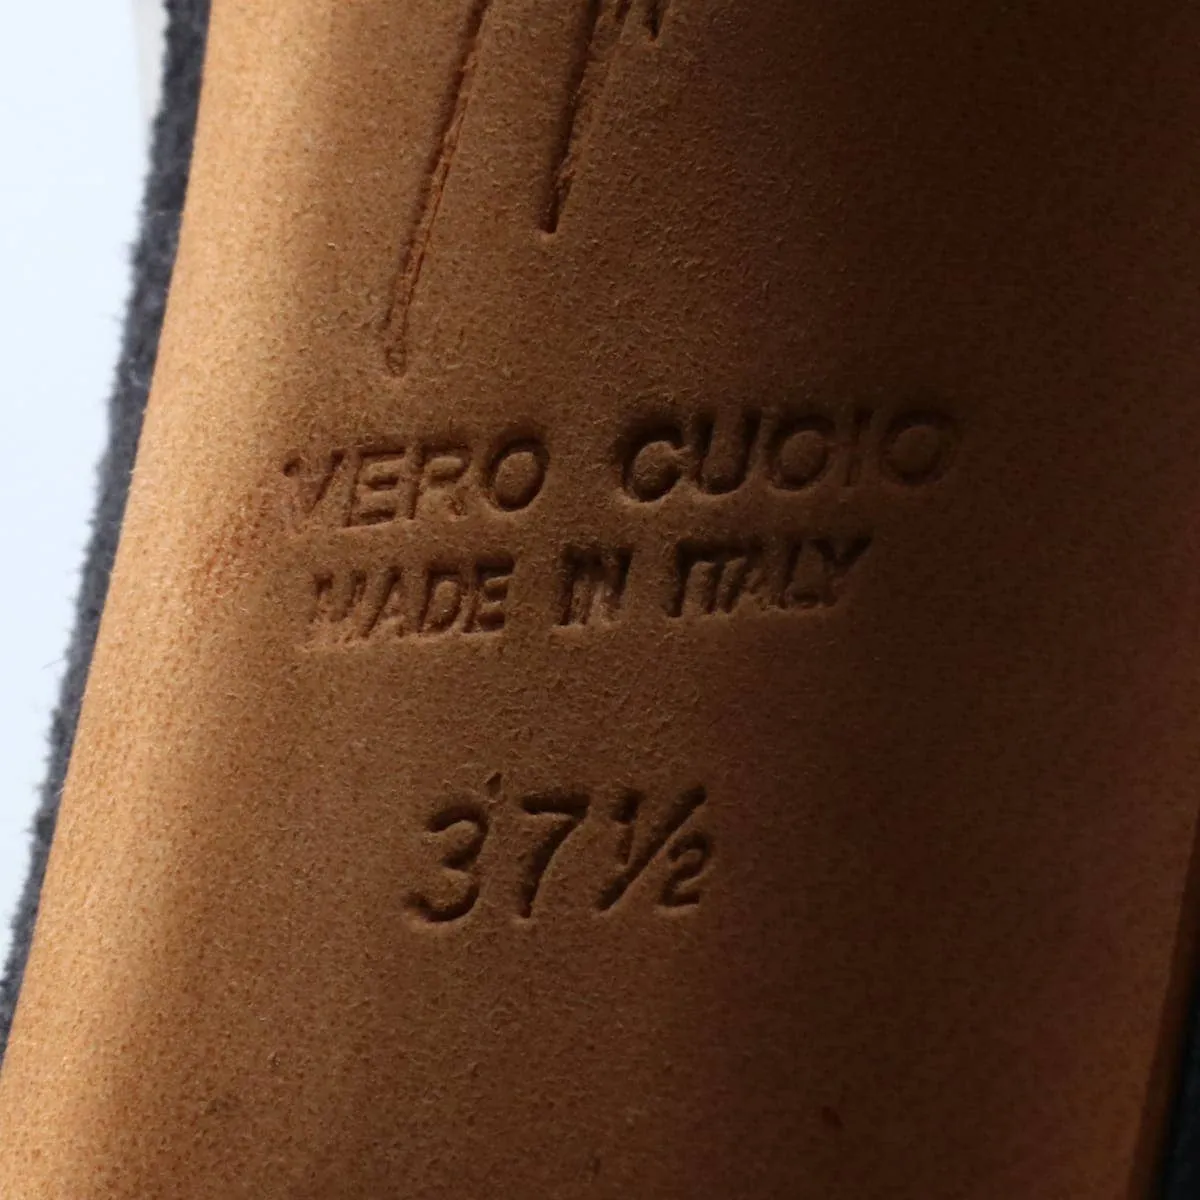 VERO CUOIO
MADE IN ITALY
37½